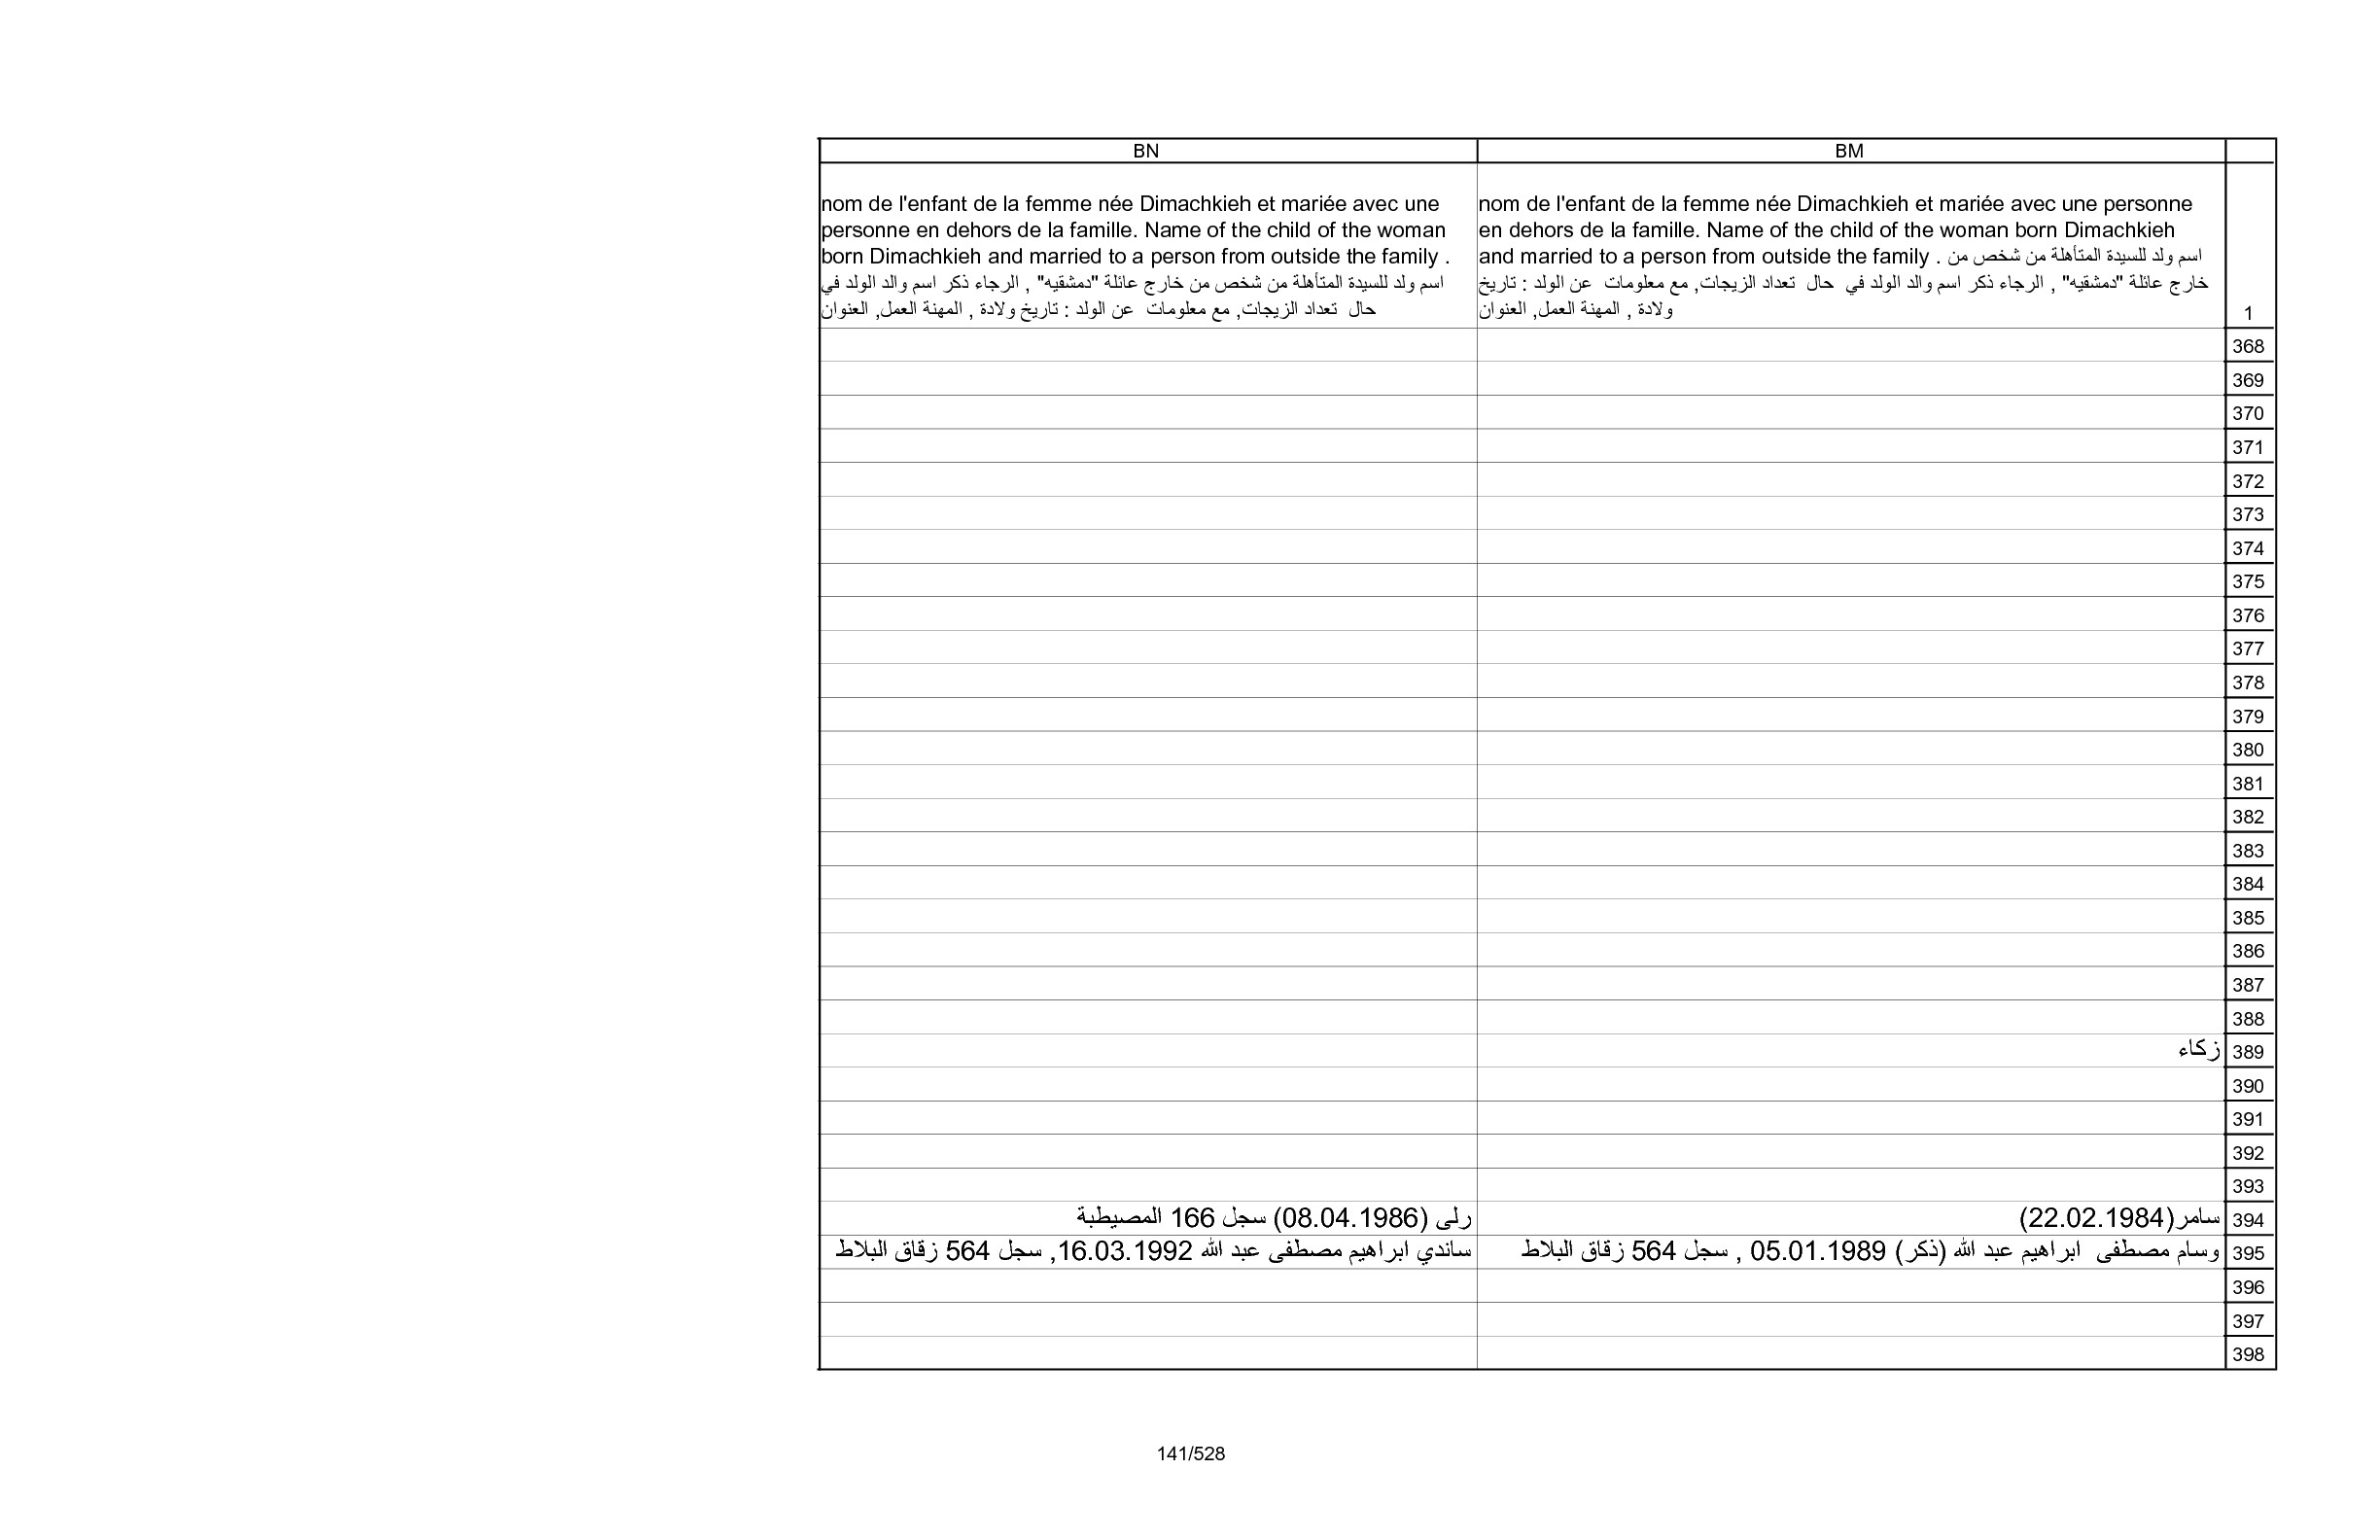 BM
BN
nom de l'enfant de la femme née Dimachkieh et mariée avec une personne
en dehors de la famille. Name of the child of the woman born Dimachkieh
and married to a person from outside the family . اسم ولد للسيدة المتأهلة من شخص من
خارج عائلة "دمشقيه" , الرجاء ذكر اسم والد الولد في حال تعداد الزيجات, مع معلومات عن الولد : تاريخ
ولادة , المهنة العمل, العنوان
nom de l'enfant de la femme née Dimachkieh et mariée avec une
personne en dehors de la famille. Name of the child of the woman
born Dimachkieh and married to a person from outside the family .
اسم ولد للسيدة المتأهلة من شخص من خارج عائلة "دمشقيه" , الرجاء ذكر اسم والد الولد في
حال تعداد الزيجات, مع معلومات عن الولد : تاريخ ولادة , المهنة العمل, العنوان
1
368
369
370
371
372
373
374
375
376
377
378
379
380
381
382
383
384
385
386
387
388
389 زكاء
390
391
392
393
394 سامر(22.02.1984) رلى (08.04.1986) سجل 166 المصيطبة
395 وسام مصطفى ابراهيم عبد الله (ذكر) 05.01.1989 , سجل 564 زقاق البلاط ساندي ابراهيم مصطفى عبد الله 16.03.1992, سجل 564 زقاق البلاط
396
397
398
141/528